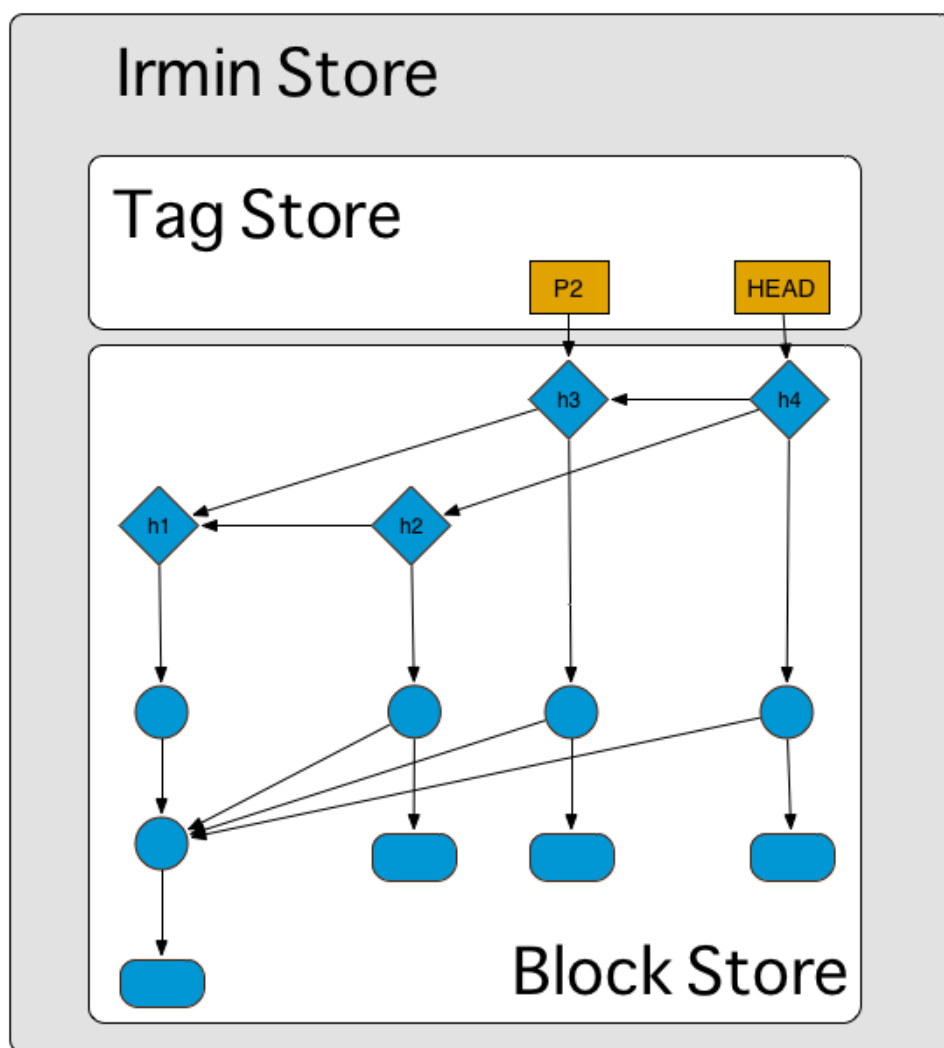 Irmin Store
Tag Store
P2
HEAD
h3
h4
h1
h2
Block Store